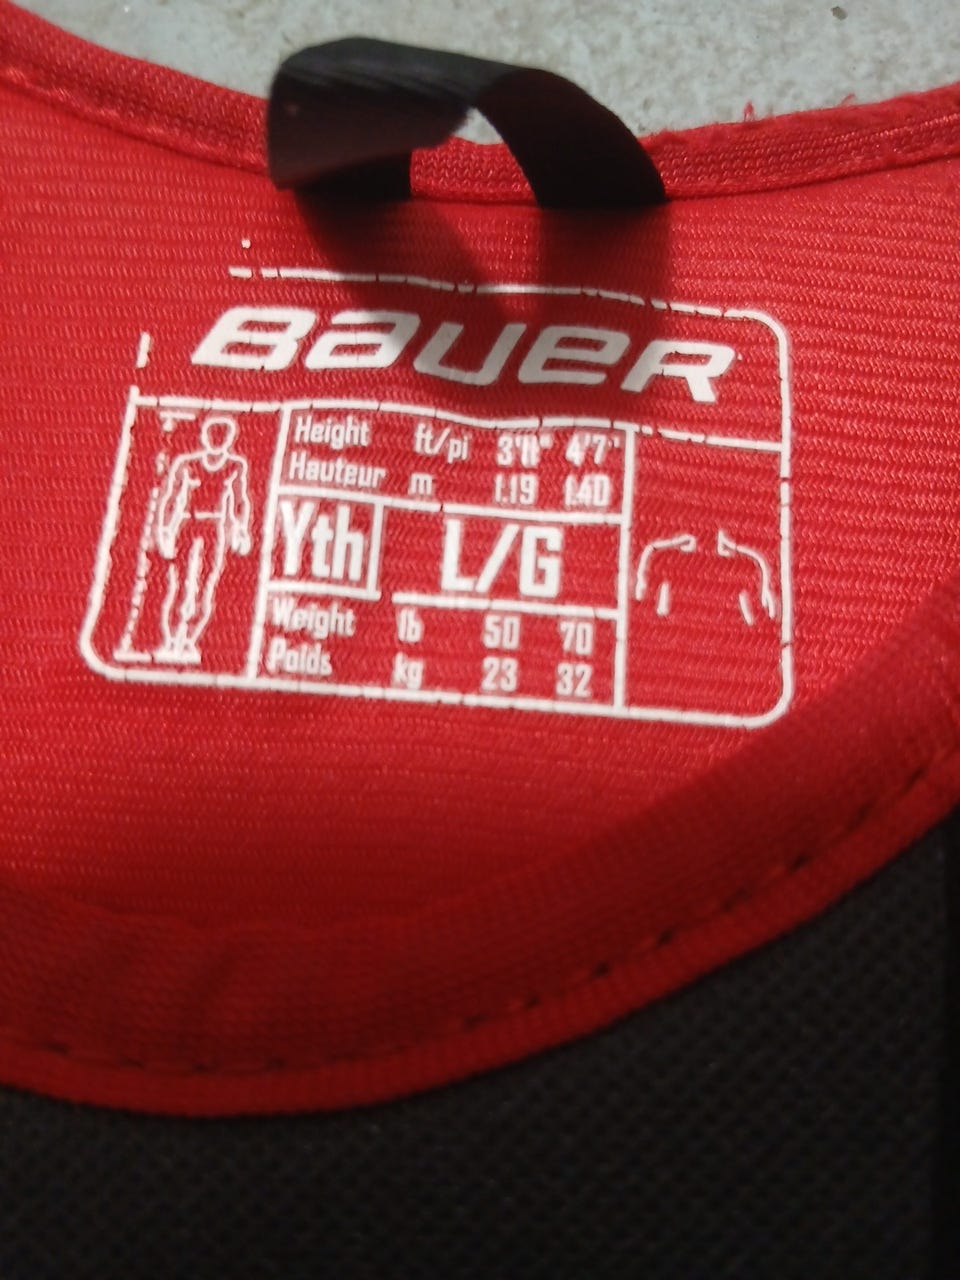 BAUER
Height ft/pi 3'11" 4'7"
Hauteur m 1.19 1.40
Yth L/G
Weight lb 50 70
Poids kg 23 32